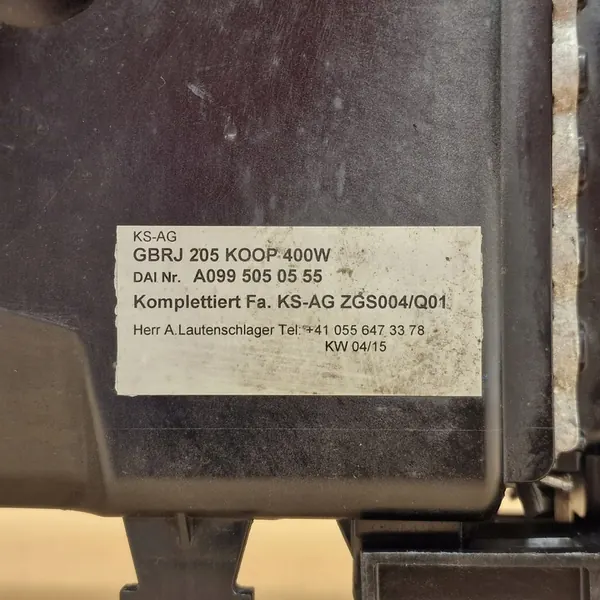 KS-AG
GBRJ 205 KOOP 400W
DAI Nr. A099 505 05 55
Komplettiert Fa. KS-AG ZGS004/Q01
Herr A.Lautenschlager Tel: +41 055 647 33 78
KW 04/15